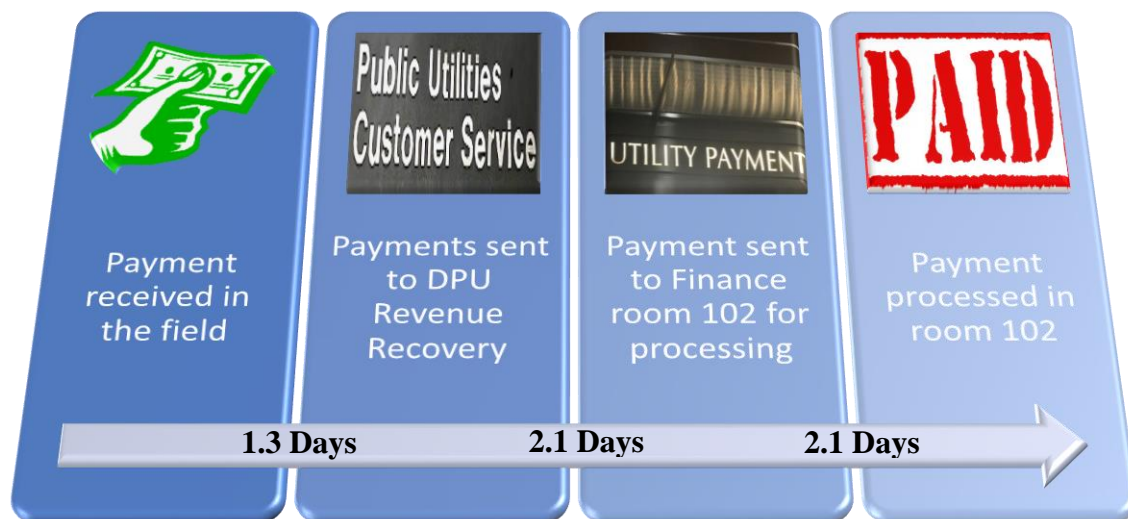 Public Utilities
Customer Service
UTILITY PAYMENT
PAID
Payment
received in
the field
Payments sent
to DPU
Revenue
Recovery
Payment sent
to Finance
room 102 for
processing
Payment
processed in
room 102
1.3 Days
2.1 Days
2.1 Days